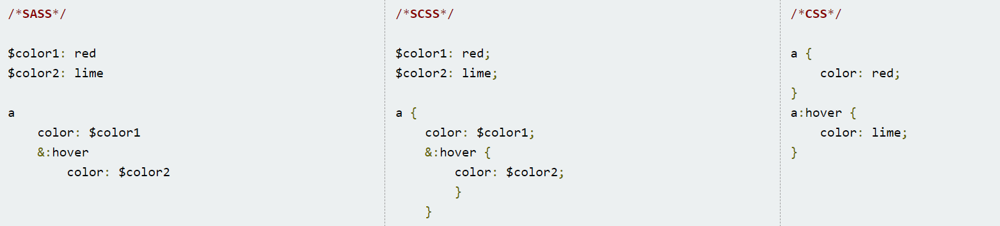 /*SASS*/
$color1: red
$color2: lime
a
    color: $color1
    &:hover
        color: $color2
/*SCSS*/
$color1: red;
$color2: lime;
a {
    color: $color1;
    &:hover {
        color: $color2;
        }
    }
/*CSS*/
a {
    color: red;
}
a:hover {
    color: lime;
}